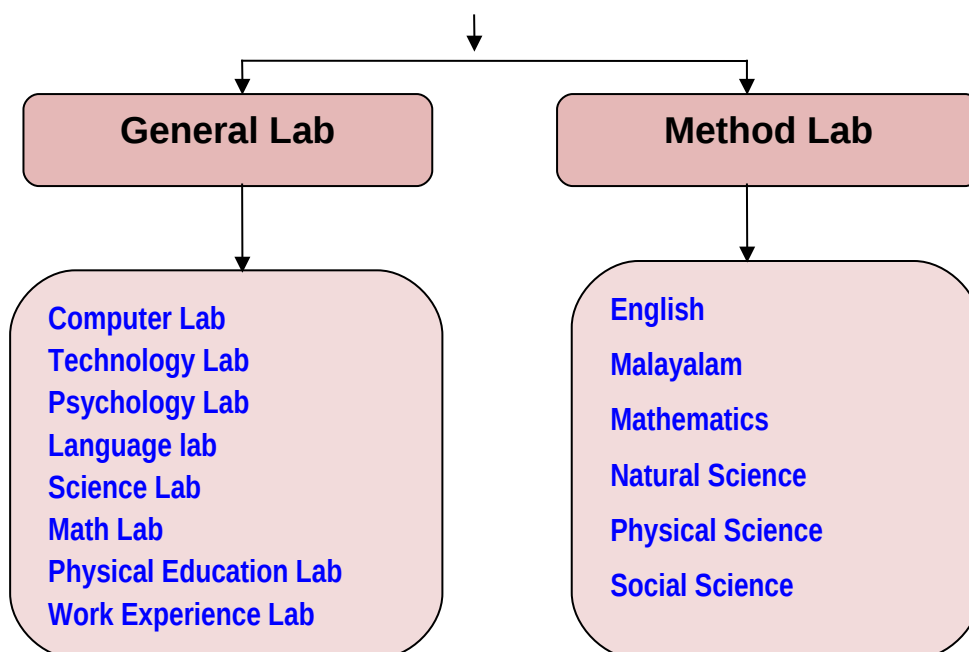 General Lab
Method Lab
Computer Lab
Technology Lab
Psychology Lab
Language lab
Science Lab
Math Lab
Physical Education Lab
Work Experience Lab
English
Malayalam
Mathematics
Natural Science
Physical Science
Social Science